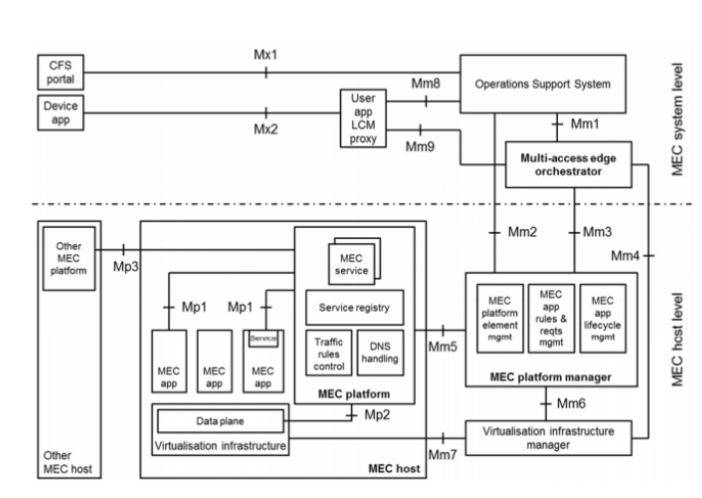 Mx1
CFS
portal
Operations Support System
Mm8
Device
app
User
app
LCM
proxy
Mx2
Mm9
Mm1
Multi-access edge
orchestrator
MEC system level
Mm2
Mm3
Mm4
Other
MEC
platform
Mp3
MEC
service
Service registry
Mp1
Mp1
Traffic
rules
control
DNS
handling
MEC platform
MEC
app
MEC
app
Service
MEC
app
Mm5
MEC
platform
element
mgmt
MEC
app
rules &
reqts
mgmt
MEC
app
lifecycle
mgmt
MEC platform manager
MEC host level
Mp2
Data plane
Virtualisation infrastructure
Mm6
Virtualisation infrastructure
manager
Mm7
Other
MEC host
MEC host